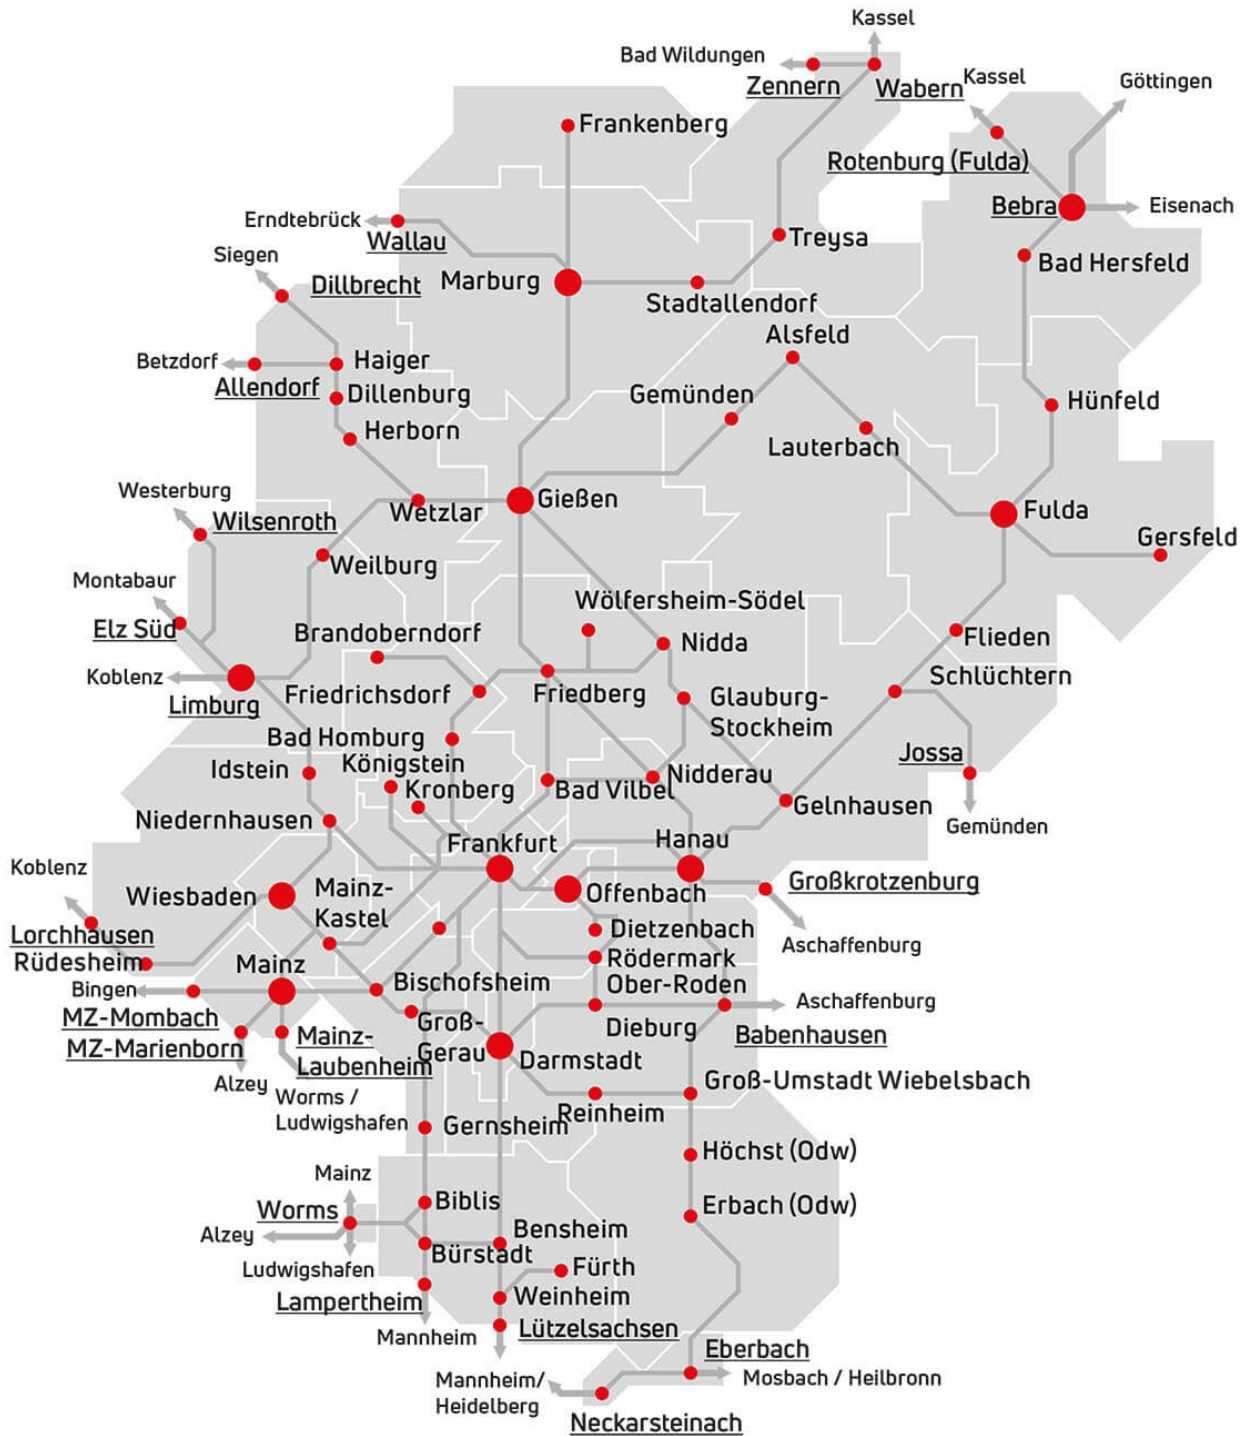 Kassel
Bad Wildungen
Zennern
Wabern
Kassel
Göttingen
Frankenberg
Rotenburg (Fulda)
Bebra
Eisenach
Erndtebrück
Wallau
Treysa
Siegen
Dillbrecht
Marburg
Bad Hersfeld
Stadtallendorf
Alsfeld
Betzdorf
Haiger
Allendorf
Dillenburg
Gemünden
Hünfeld
Herborn
Lauterbach
Westerburg
Wilsenroth
Wetzlar
Gießen
Fulda
Gersfeld
Weilburg
Montabaur
Elz Süd
Wölfersheim-Södel
Brandoberndorf
Nidda
Flieden
Koblenz
Limburg
Friedrichsdorf
Friedberg
Glauburg-
Stockheim
Schlüchtern
Bad Homburg
Idstein
Königstein
Kronberg
Bad Vilbel
Nidderau
Jossa
Gelnhausen
Niedernhausen
Gemünden
Frankfurt
Hanau
Koblenz
Wiesbaden
Mainz-
Kastel
Offenbach
Großkrotzenburg
Lorchhausen
Rüdesheim
Dietzenbach
Aschaffenburg
Mainz
Rödermark
Ober-Roden
Bingen
Bischofsheim
Aschaffenburg
MZ-Mombach
Groß-
Gerau
Dieburg
Babenhausen
MZ-Marienborn
Mainz-
Laubenheim
Darmstadt
Alzey
Worms /
Ludwigshafen
Groß-Umstadt Wiebelsbach
Reinheim
Gernsheim
Höchst (Odw)
Mainz
Worms
Biblis
Erbach (Odw)
Alzey
Bensheim
Bürstadt
Ludwigshafen
Fürth
Lampertheim
Weinheim
Mannheim
Lützelsachsen
Eberbach
Mannheim/
Heidelberg
Mosbach / Heilbronn
Neckarsteinach